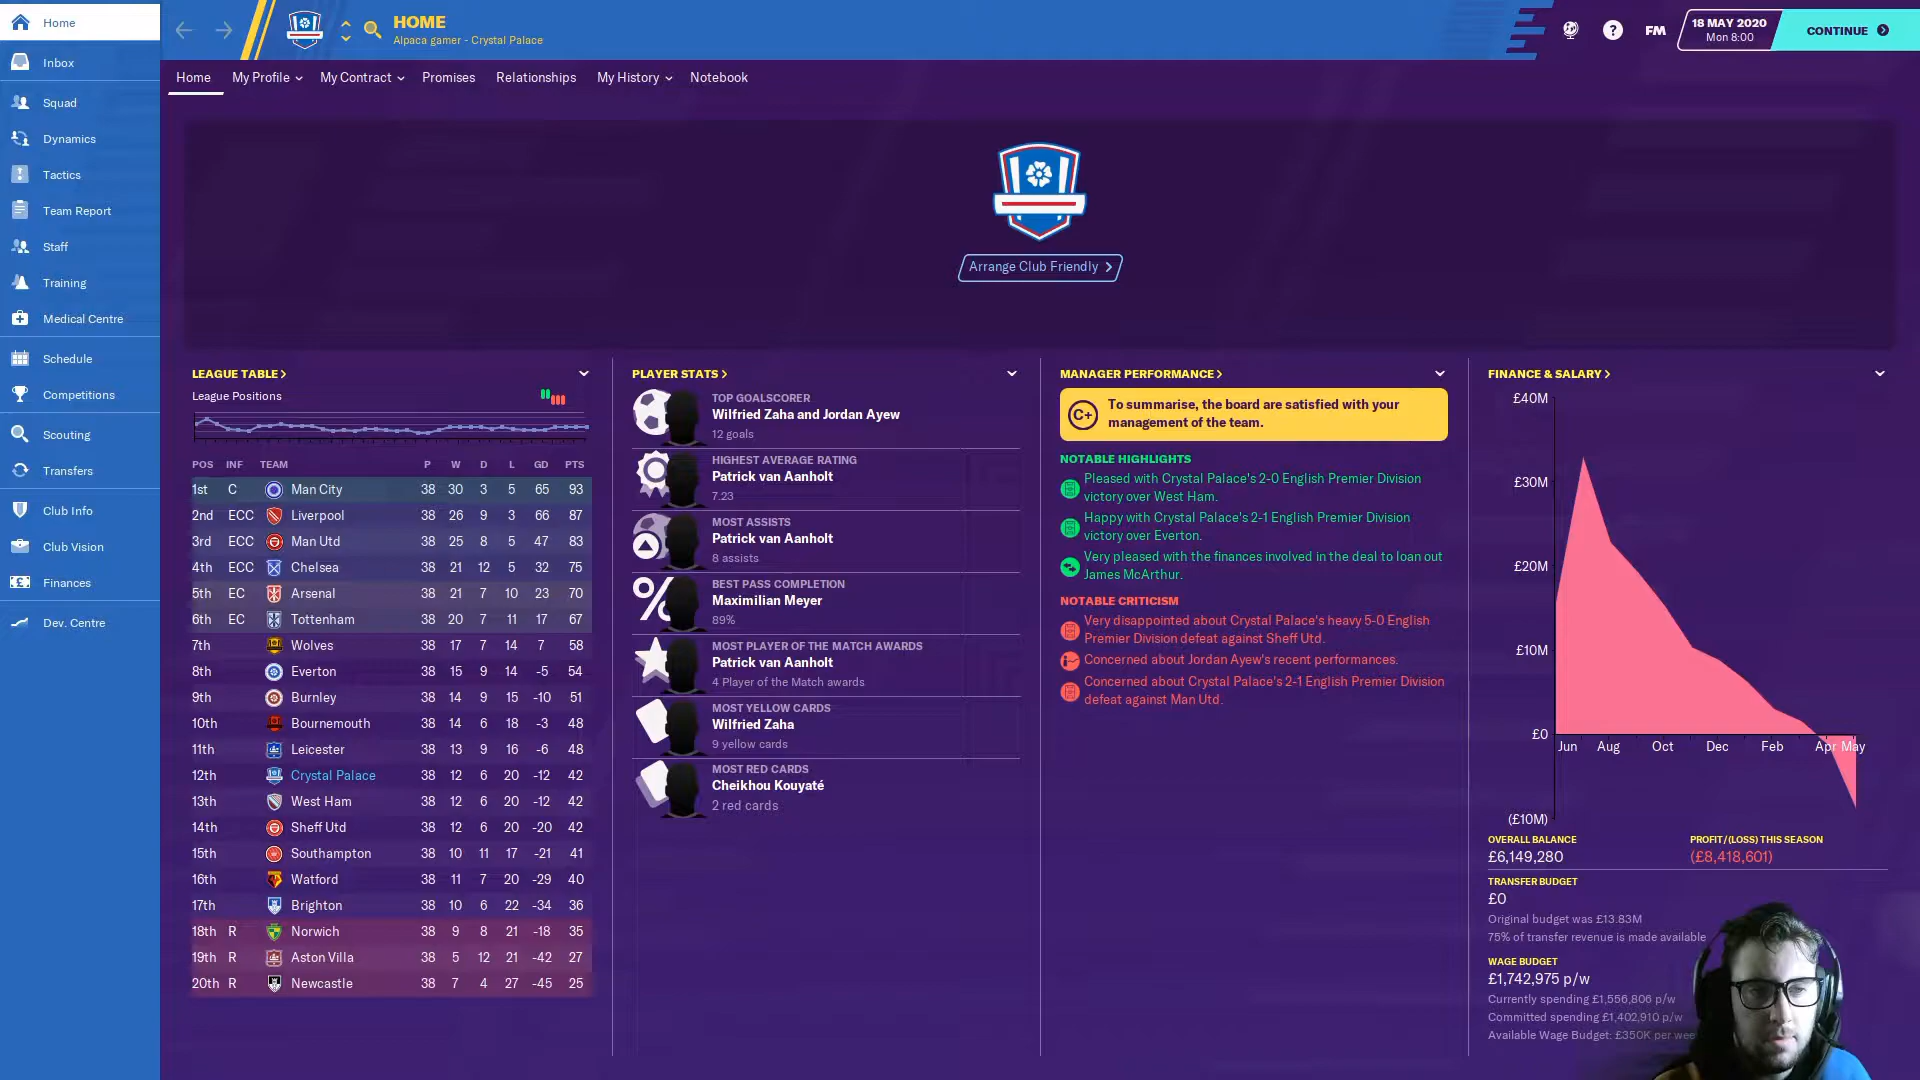 Home
Inbox
Squad
Dynamics
Tactics
Team Report
Staff
Training
Medical Centre
Schedule
Competitions
Scouting
Transfers
Club Info
Club Vision
Finances
Dev. Centre
HOME
Alpaca gamer - Crystal Palace
?
FM
18 MAY 2020
Mon 8:00
CONTINUE
Home My Profile My Contract Promises Relationships My History Notebook
Arrange Club Friendly
LEAGUE TABLE
League Positions
POS INF TEAM P W D L GD PTS
1st C Man City 38 30 3 5 65 93
2nd ECC Liverpool 38 26 9 3 66 87
3rd ECC Man Utd 38 25 8 5 47 83
4th ECC Chelsea 38 21 12 5 32 75
5th EC Arsenal 38 21 7 10 23 70
6th EC Tottenham 38 20 7 11 17 67
7th Wolves 38 17 7 14 7 58
8th Everton 38 15 9 14 -5 54
9th Burnley 38 14 9 15 -10 51
10th Bournemouth 38 14 6 18 -3 48
11th Leicester 38 13 9 16 -6 48
12th Crystal Palace 38 12 6 20 -12 42
13th West Ham 38 12 6 20 -12 42
14th Sheff Utd 38 12 6 20 -20 42
15th Southampton 38 10 11 17 -21 41
16th Watford 38 11 7 20 -29 40
17th Brighton 38 10 6 22 -34 36
18th R Norwich 38 9 8 21 -18 35
19th R Aston Villa 38 5 12 21 -42 27
20th R Newcastle 38 7 4 27 -45 25
PLAYER STATS
TOP GOALSCORER
Wilfried Zaha and Jordan Ayew
12 goals
HIGHEST AVERAGE RATING
Patrick van Aanholt
7.23
MOST ASSISTS
Patrick van Aanholt
8 assists
BEST PASS COMPLETION
Maximilian Meyer
89%
MOST PLAYER OF THE MATCH AWARDS
Patrick van Aanholt
4 Player of the Match awards
MOST YELLOW CARDS
Wilfried Zaha
9 yellow cards
MOST RED CARDS
Cheikhou Kouyaté
2 red cards
MANAGER PERFORMANCE
C+
To summarise, the board are satisfied with your
management of the team.
NOTABLE HIGHLIGHTS
Pleased with Crystal Palace's 2-0 English Premier Division
victory over West Ham.
Happy with Crystal Palace's 2-1 English Premier Division
victory over Everton.
Very pleased with the finances involved in the deal to loan out
James McArthur.
NOTABLE CRITICISM
Very disappointed about Crystal Palace's heavy 5-0 English
Premier Division defeat against Sheff Utd.
Concerned about Jordan Ayew's recent performances.
Concerned about Crystal Palace's 2-1 English Premier Division
defeat against Man Utd.
FINANCE & SALARY
£40M
£30M
£20M
£10M
£0
Jun Aug Oct Dec Feb Apr May
(£10M)
OVERALL BALANCE PROFIT/(LOSS) THIS SEASON
£6,149,280 (£8,418,601)
TRANSFER BUDGET
£0
Original budget was £13.83M
75% of transfer revenue is made available
WAGE BUDGET
£1,742,975 p/w
Currently spending £1,556,806 p/w
Committed spending £1,402,910 p/w
Available Wage Budget: £350K per